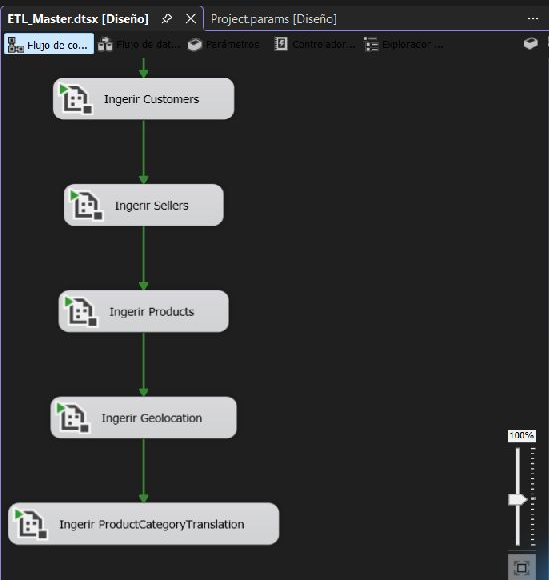 ETL_Master.dtsx [Diseño]
Project.params [Diseño]
Flujo de co...
Flujo de dat...
Parámetros
Controlador...
Explorador ...
Ingerir Customers
Ingerir Sellers
Ingerir Products
Ingerir Geolocation
100%
Ingerir ProductCategoryTranslation